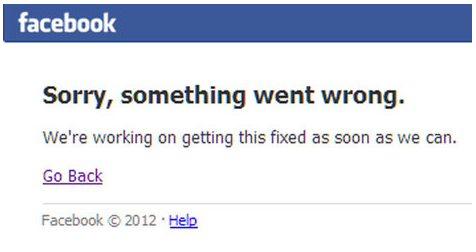 facebook
Sorry, something went wrong.
We're working on getting this fixed as soon as we can.
Go Back
Facebook © 2012 · Help